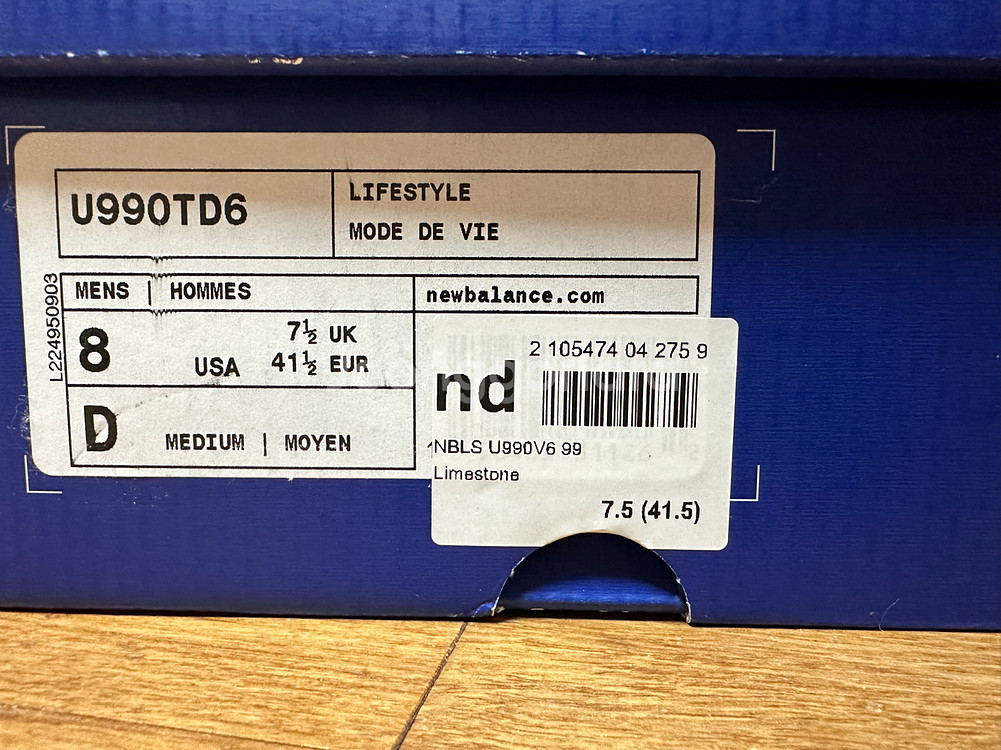 U990TD6
LIFESTYLE
MODE DE VIE
MENS | HOMMES
newbalance.com
L224950903
8
USA
7½ UK
41½ EUR
D
MEDIUM | MOYEN
2 105474 04 275 9
nd
NBLS U990V6 99
Limestone
7.5 (41.5)